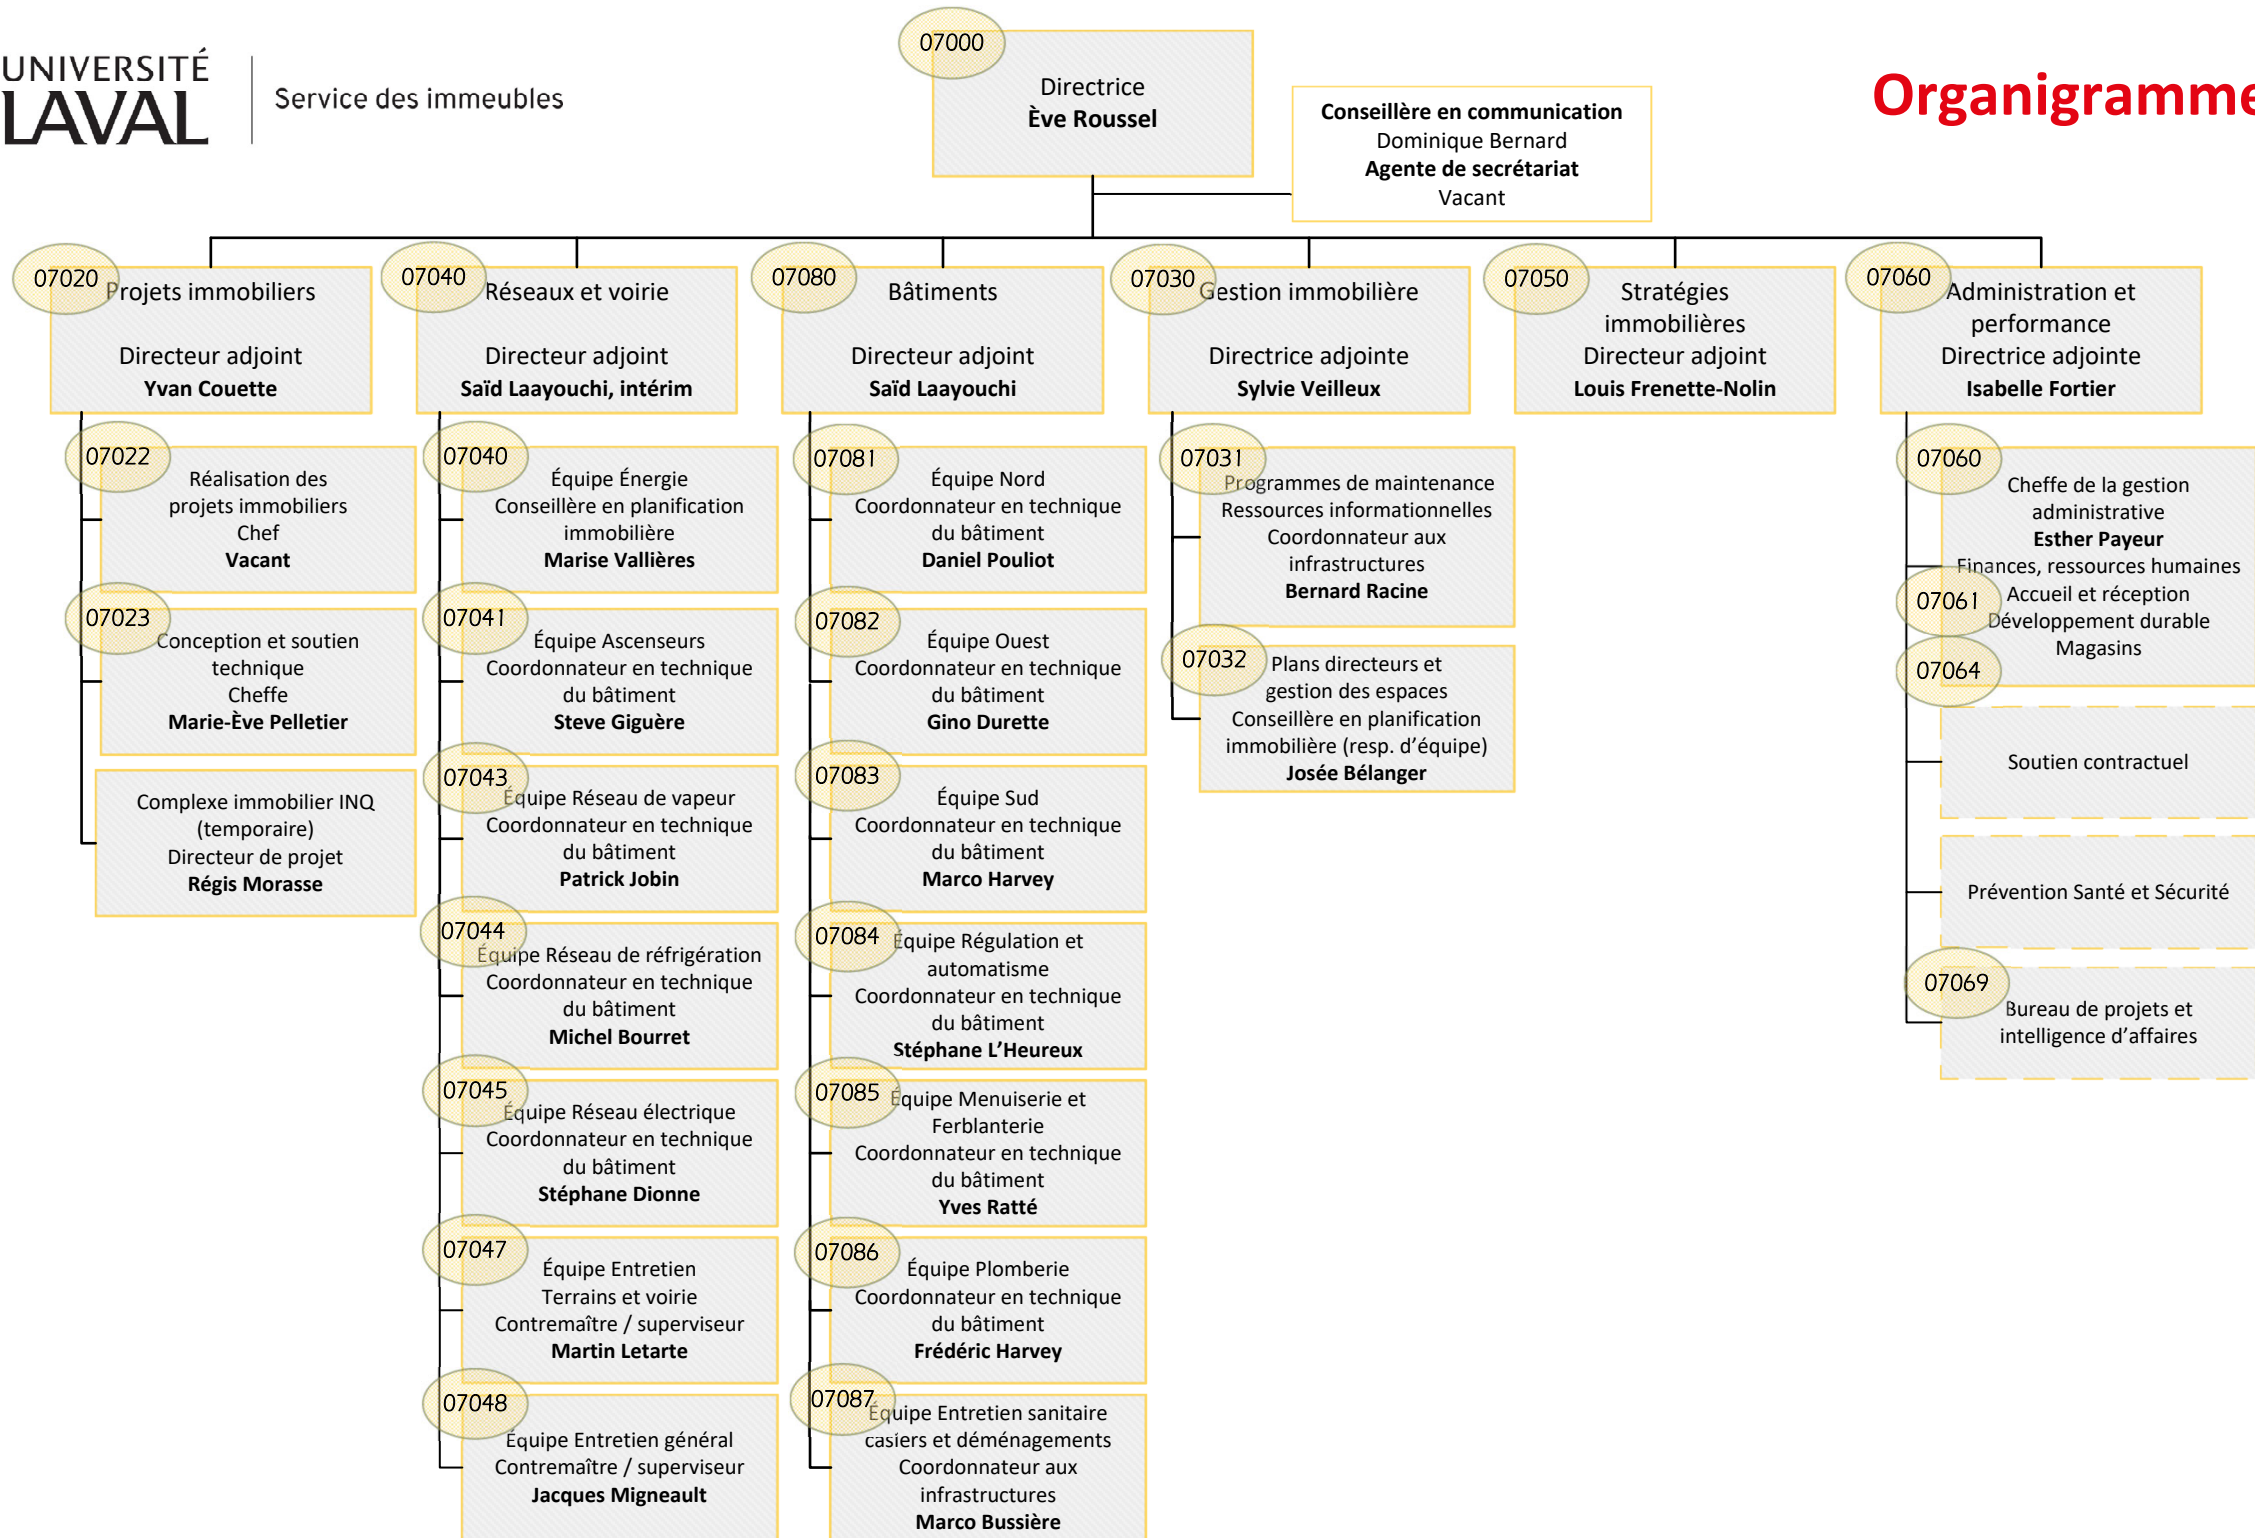 UNIVERSITÉ
LAVAL
Service des immeubles
Organigramme
07000
Directrice
Ève Roussel
Conseillère en communication
Dominique Bernard
Agente de secrétariat
Vacant
07020
Projets immobiliers
Directeur adjoint
Yvan Couette
07022
Réalisation des
projets immobiliers
Chef
Vacant
07023
Conception et soutien
technique
Cheffe
Marie-Ève Pelletier
Complexe immobilier INQ
(temporaire)
Directeur de projet
Régis Morasse
07040
Réseaux et voirie
Directeur adjoint
Saïd Laayouchi, intérim
07040
Équipe Énergie
Conseillère en planification
immobilière
Marise Vallières
07041
Équipe Ascenseurs
Coordonnateur en technique
du bâtiment
Steve Giguère
07043
Équipe Réseau de vapeur
Coordonnateur en technique
du bâtiment
Patrick Jobin
07044
Équipe Réseau de réfrigération
Coordonnateur en technique
du bâtiment
Michel Bourret
07045
Équipe Réseau électrique
Coordonnateur en technique
du bâtiment
Stéphane Dionne
07047
Équipe Entretien
Terrains et voirie
Contremaître / superviseur
Martin Letarte
07048
Équipe Entretien général
Contremaître / superviseur
Jacques Migneault
07080
Bâtiments
Directeur adjoint
Saïd Laayouchi
07081
Équipe Nord
Coordonnateur en technique
du bâtiment
Daniel Pouliot
07082
Équipe Ouest
Coordonnateur en technique
du bâtiment
Gino Durette
07083
Équipe Sud
Coordonnateur en technique
du bâtiment
Marco Harvey
07084
Équipe Régulation et
automatisme
Coordonnateur en technique
du bâtiment
Stéphane L’Heureux
07085
Équipe Menuiserie et
Ferblanterie
Coordonnateur en technique
du bâtiment
Yves Ratté
07086
Équipe Plomberie
Coordonnateur en technique
du bâtiment
Frédéric Harvey
07087
Équipe Entretien sanitaire
casiers et déménagements
Coordonnateur aux
infrastructures
Marco Bussière
07030
Gestion immobilière
Directrice adjointe
Sylvie Veilleux
07031
Programmes de maintenance
Ressources informationnelles
Coordonnateur aux
infrastructures
Bernard Racine
07032
Plans directeurs et
gestion des espaces
Conseillère en planification
immobilière (resp. d’équipe)
Josée Bélanger
07050
Stratégies
immobilières
Directeur adjoint
Louis Frenette-Nolin
07060
Administration et
performance
Directrice adjointe
Isabelle Fortier
07060
Cheffe de la gestion
administrative
Esther Payeur
Finances, ressources humaines
07061
Accueil et réception
Développement durable
Magasins
07064
Soutien contractuel
Prévention Santé et Sécurité
07069
Bureau de projets et
intelligence d’affaires